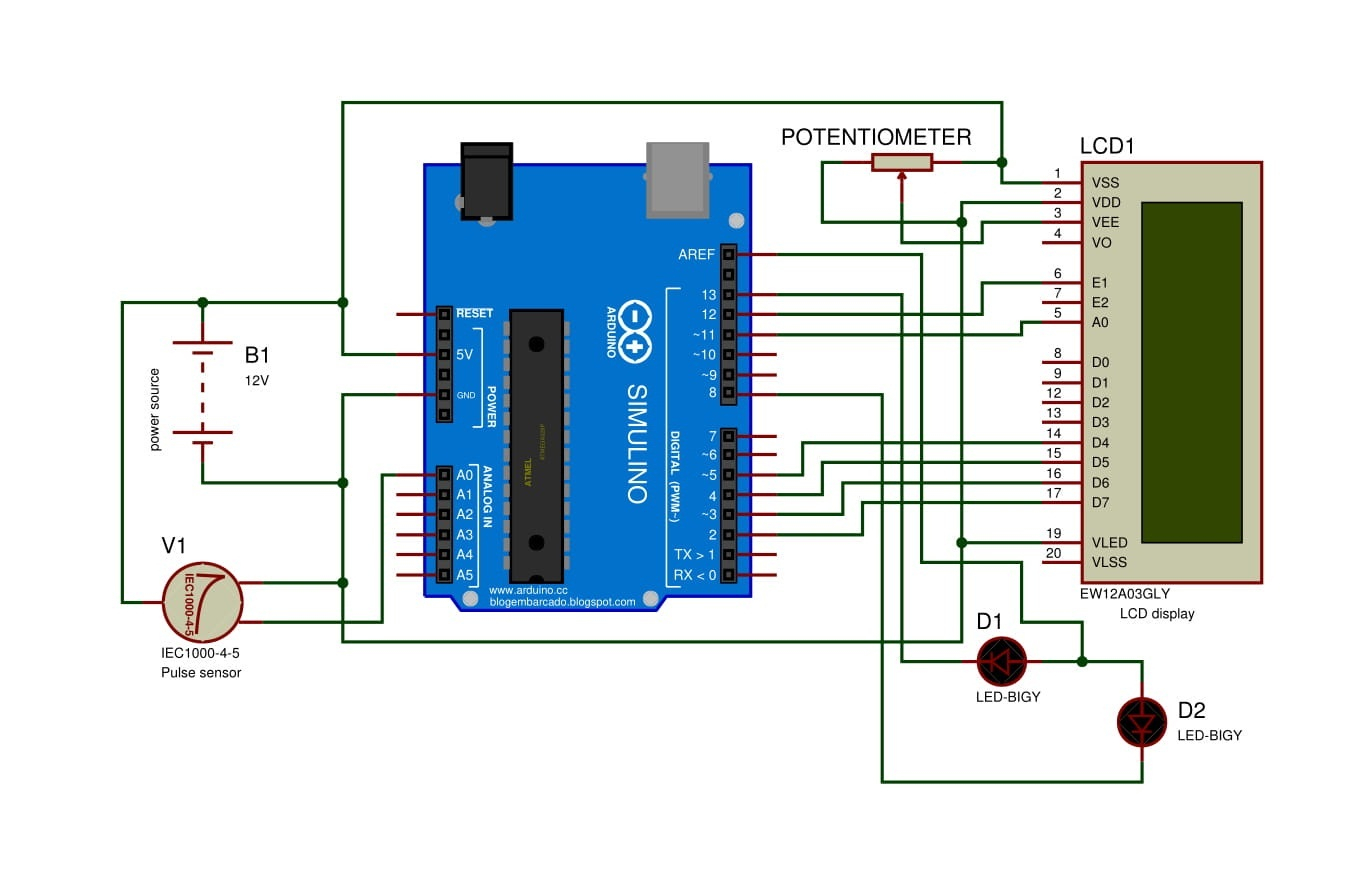 POTENTIOMETER
LCD1
1 VSS
2 VDD
3 VEE
4 VO
6 E1
7 E2
5 A0
8 D0
9 D1
12 D2
13 D3
14 D4
15 D5
16 D6
17 D7
19 VLED
20 VLSS
EW12A03GLY
LCD display
AREF
13
12
~11
~10
~9
8
7
~6
~5
4
~3
2
TX > 1
RX < 0
DIGITAL (PWM~)
ARDUINO
SIMULINO
RESET
5V
GND
POWER
A0
A1
A2
A3
A4
A5
ANALOG IN
ATMEL
www.arduino.cc
blogembarcado.blogspot.com
B1
12V
power source
V1
IEC1000-4-5
IEC1000-4-5
Pulse sensor
D1
LED-BIGY
D2
LED-BIGY